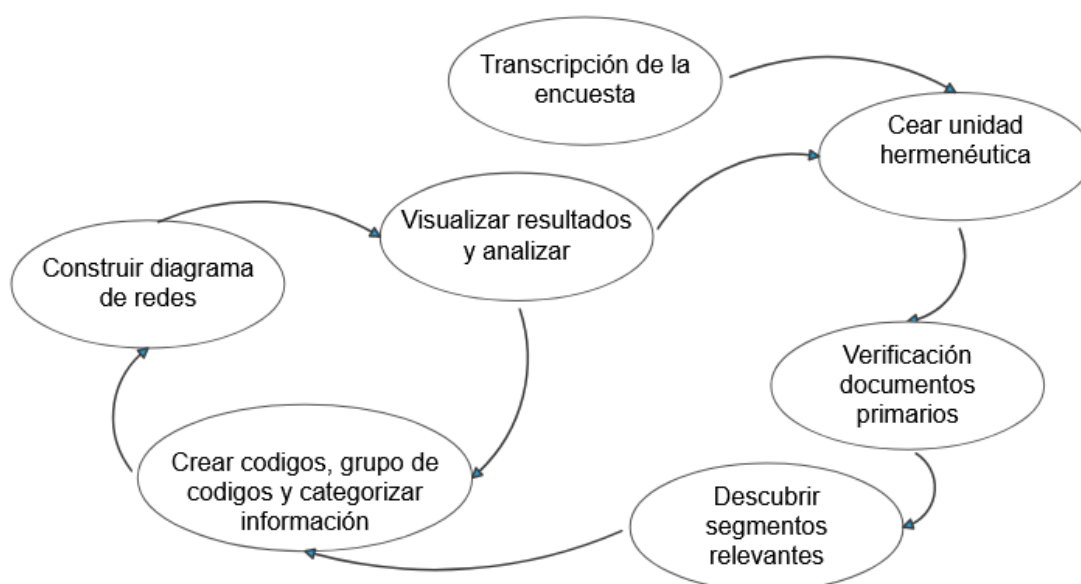 Transcripción de la
encuesta
Cear unidad
hermenéutica
Visualizar resultados
y analizar
Construir diagrama
de redes
Verificación
documentos
primarios
Crear codigos, grupo de
codigos y categorizar
información
Descubrir
segmentos
relevantes